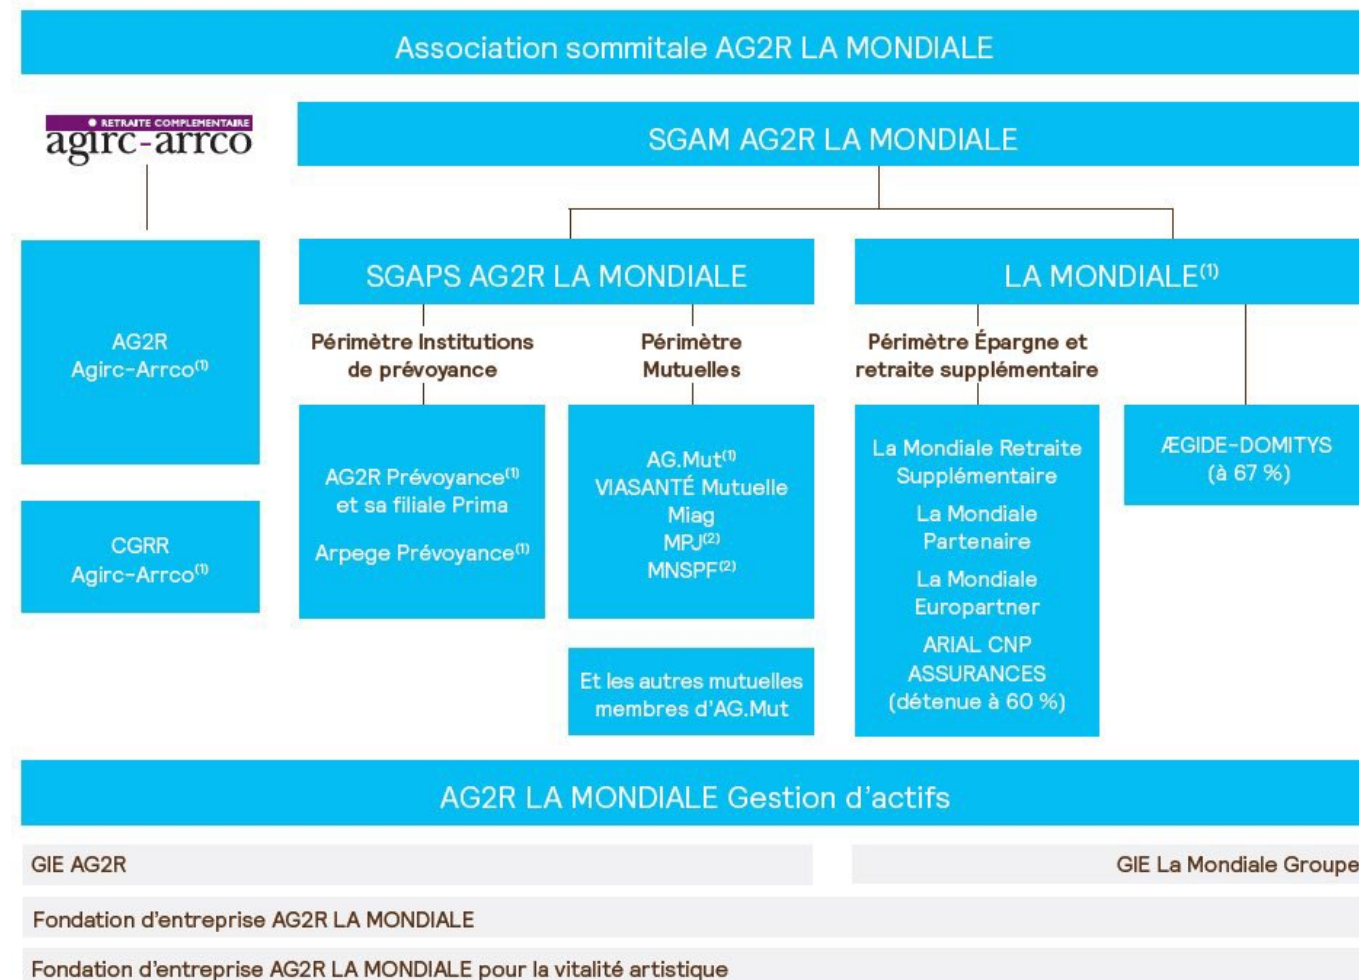 Association sommitale AG2R LA MONDIALE
RETRAITE COMPLEMENTAIRE
agirc-arrco
SGAM AG2R LA MONDIALE
AG2R
Agirc-Arrco(1)
CGRR
Agirc-Arrco(1)
SGAPS AG2R LA MONDIALE
Périmètre Institutions
de prévoyance
AG2R Prévoyance(1)
et sa filiale Prima
Arpege Prévoyance(1)
Périmètre
Mutuelles
AG.Mut(1)
VIASANTÉ Mutuelle
Miag
MPJ(2)
MNSPF(2)
Et les autres mutuelles
membres d'AG.Mut
LA MONDIALE(1)
Périmètre Épargne et
retraite supplémentaire
La Mondiale Retraite
Supplémentaire
La Mondiale
Partenaire
La Mondiale
Europartner
ARIAL CNP
ASSURANCES
(détenue à 60 %)
ÆGIDE-DOMITYS
(à 67 %)
AG2R LA MONDIALE Gestion d'actifs
GIE AG2R
GIE La Mondiale Groupe
Fondation d'entreprise AG2R LA MONDIALE
Fondation d'entreprise AG2R LA MONDIALE pour la vitalité artistique